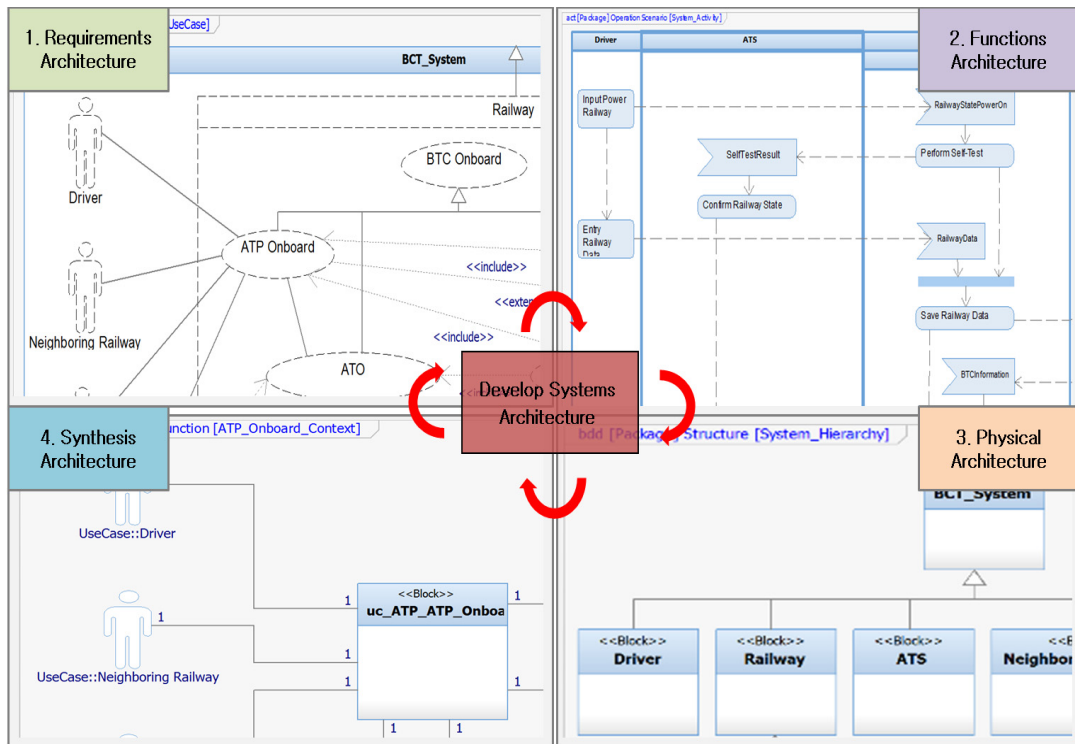 1. Requirements
Architecture
UseCase]
BCT_System
Railway
BTC Onboard
Driver
ATP Onboard
<<include>>
<<exten
Neighboring Railway
<<include>>
ATO
2. Functions
Architecture
act [Package] Operation Scenario [System_Activity]
Driver
ATS
InputPower
Railway
RailwayStatePowerOn
SelfTestResult
Perform Self-Test
Confirm Railway State
Entry
Railway
Data
RailwayData
Save Railway Data
BTCInformation
Develop Systems
Architecture
4. Synthesis
Architecture
unction [ATP_Onboard_Context]
UseCase::Driver
1
<<Block>>
uc_ATP_ATP_Onboa
1
1
UseCase::Neighboring Railway
1
1
1
1
1
3. Physical
Architecture
bdd [Package] Structure [System_Hierarchy]
BCT_System
<<Block>>
Driver
<<Block>>
Railway
<<Block>>
ATS
<<B
Neighbor